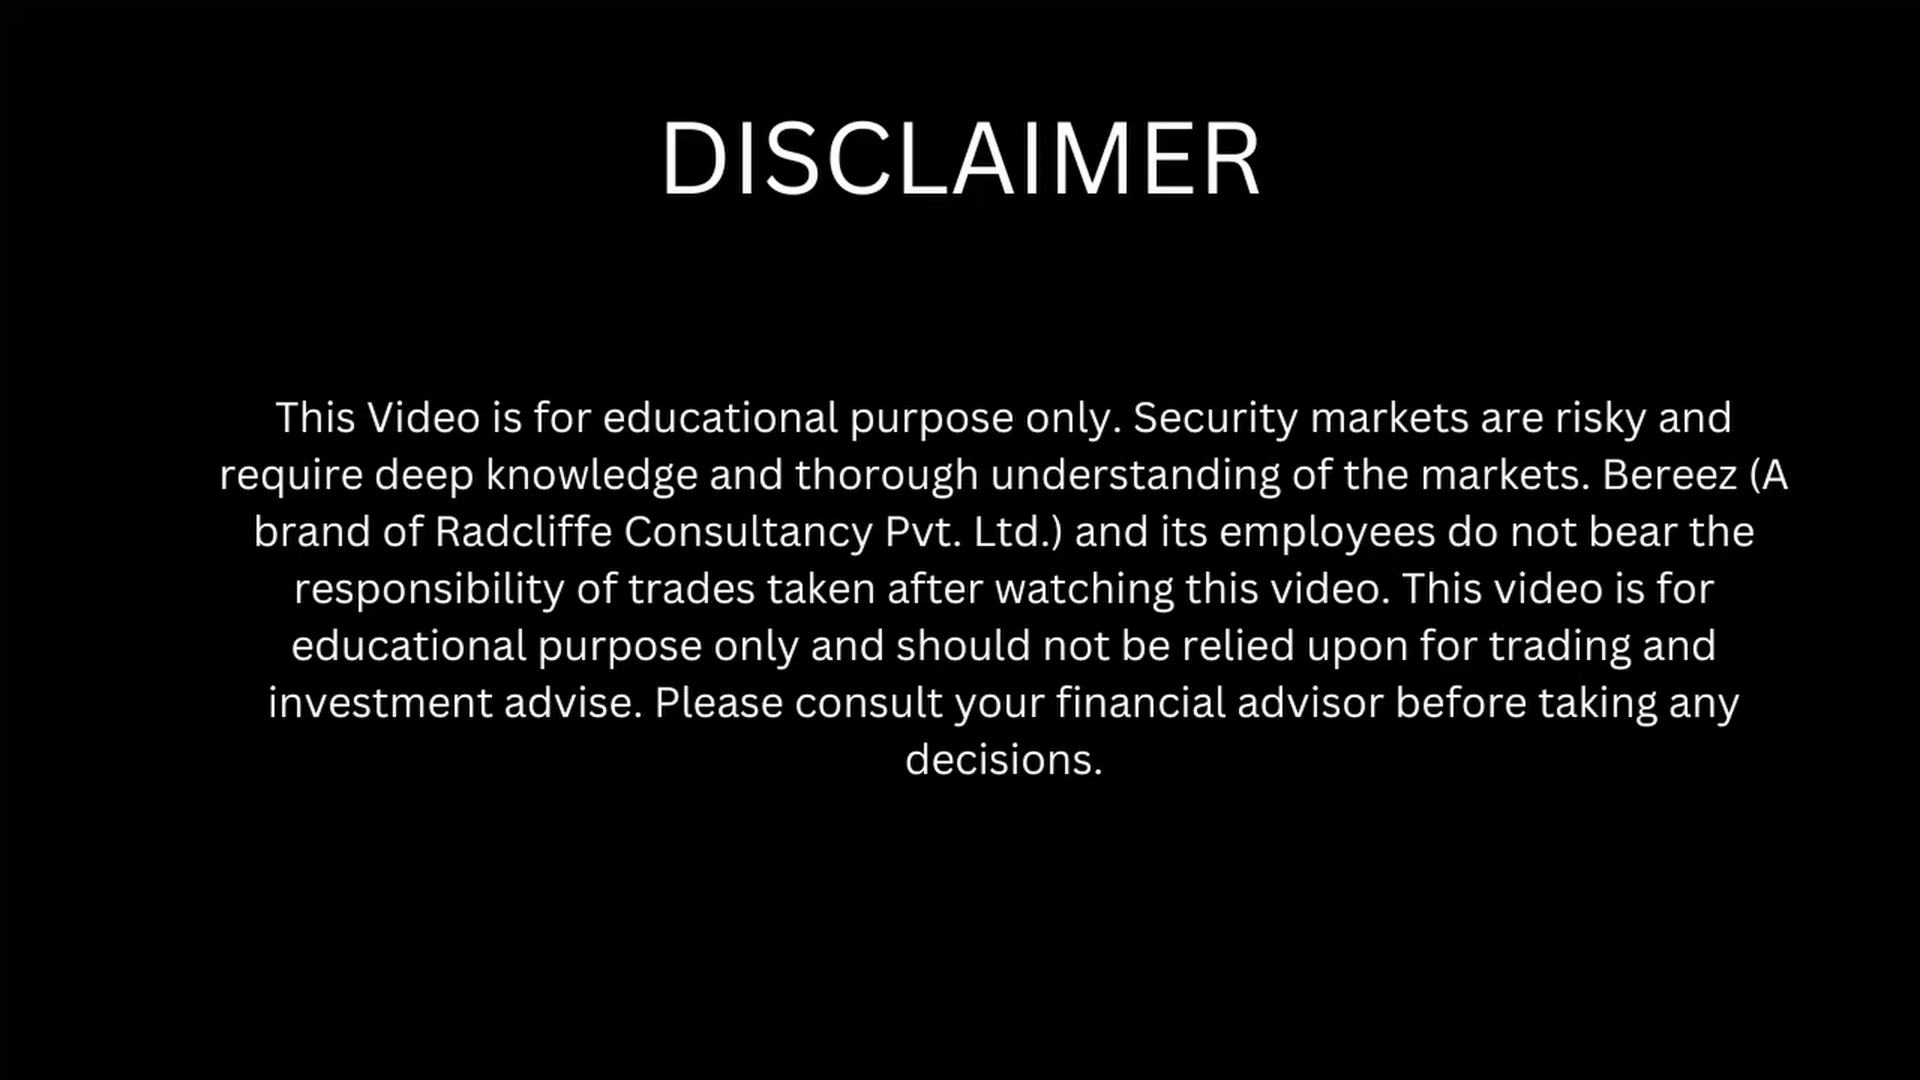 DISCLAIMER
This Video is for educational purpose only. Security markets are risky and
require deep knowledge and thorough understanding of the markets. Bereez (A
brand of Radcliffe Consultancy Pvt. Ltd.) and its employees do not bear the
responsibility of trades taken after watching this video. This video is for
educational purpose only and should not be relied upon for trading and
investment advise. Please consult your financial advisor before taking any
decisions.